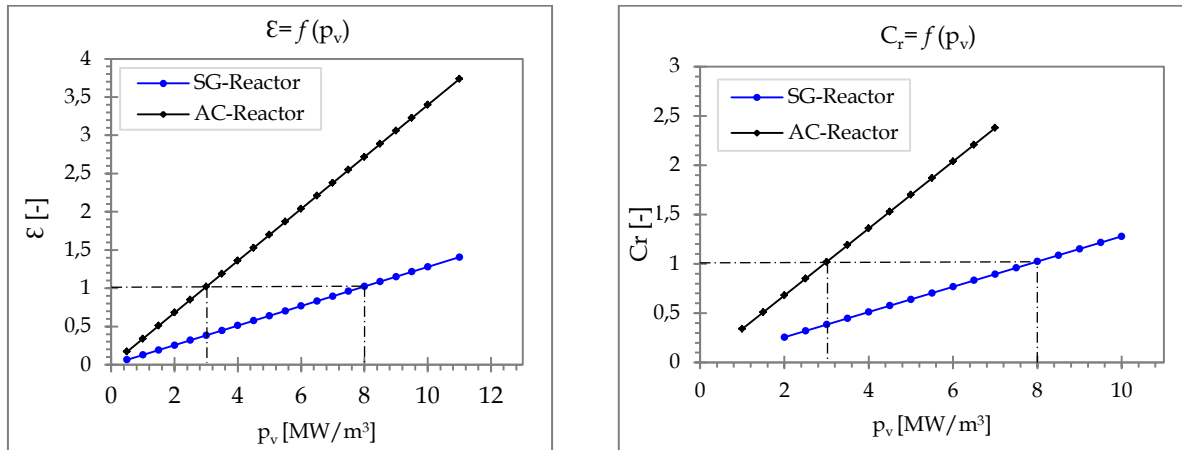 Ɛ= f (pᵥ)
4
3,5
3
2,5
2
1,5
1
0,5
0
Ɛ [-]
SG-Reactor
AC-Reactor
0 2 4 6 8 10 12
pᵥ [MW/m³]
Cᵣ= f (pᵥ)
3
2,5
2
1,5
1
0,5
0
Cr [-]
SG-Reactor
AC-Reactor
0 2 4 6 8 10
pᵥ [MW/m³]